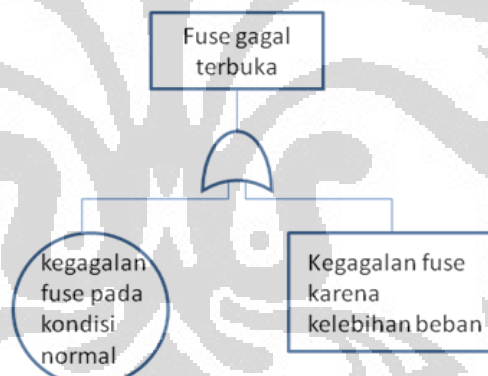 Fuse gagal
terbuka
kegagalan
fuse pada
kondisi
normal
Kegagalan fuse
karena
kelebihan beban